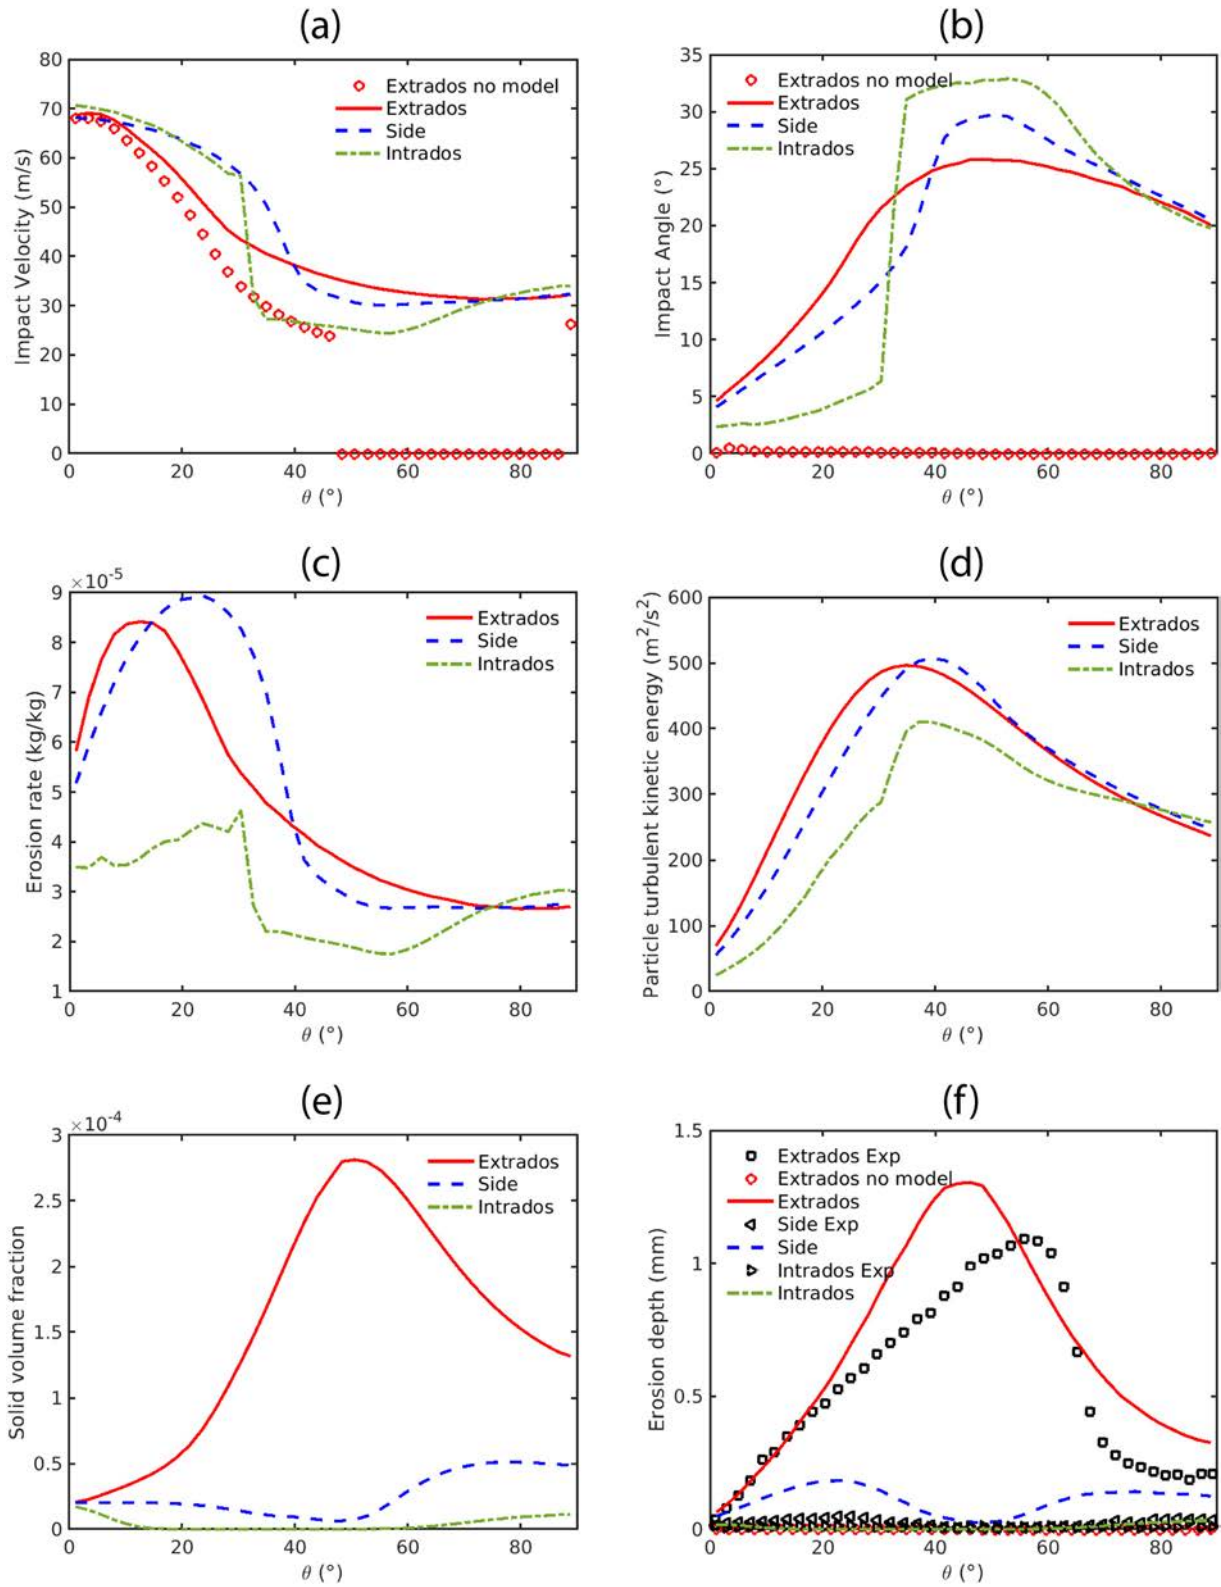 (a)
80
70
60
50
40
30
20
10
0
Impact Velocity (m/s)
Extrados no model
Extrados
Side
Intrados
0 20 40 60 80
θ (°)
(b)
35
30
25
20
15
10
5
0
Impact Angle (°)
Extrados no model
Extrados
Side
Intrados
0 20 40 60 80
θ (°)
(c)
×10-5
9
8
7
6
5
4
3
2
1
Erosion rate (kg/kg)
Extrados
Side
Intrados
0 20 40 60 80
θ (°)
(d)
600
500
400
300
200
100
0
Particle turbulent kinetic energy (m²/s²)
Extrados
Side
Intrados
0 20 40 60 80
θ (°)
(e)
×10-4
3
2.5
2
1.5
1
0.5
0
Solid volume fraction
Extrados
Side
Intrados
0 20 40 60 80
θ (°)
(f)
1.5
1
0.5
0
Erosion depth (mm)
Extrados Exp
Extrados no model
Extrados
Side Exp
Side
Intrados Exp
Intrados
0 20 40 60 80
θ (°)